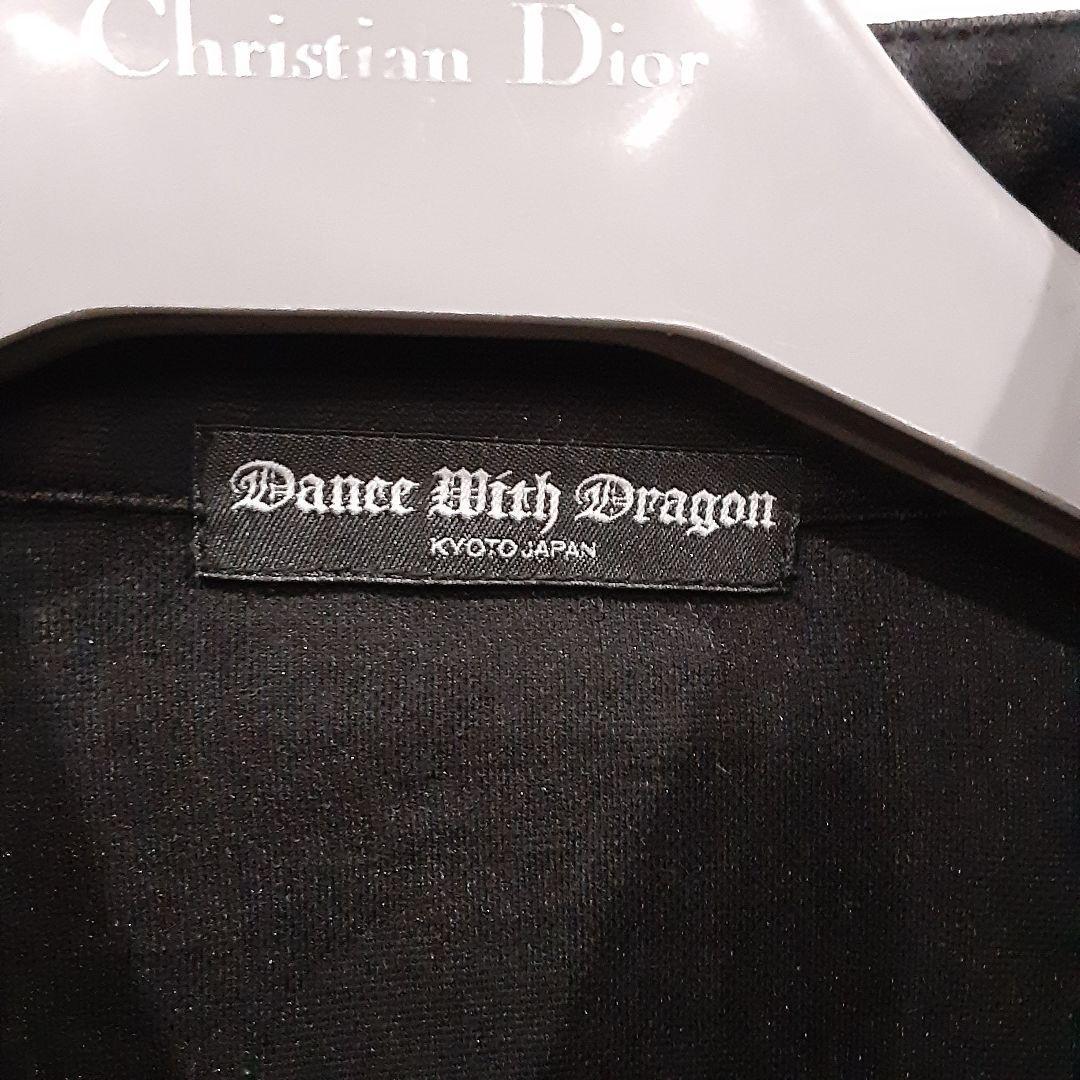 Christian Dior
Dance With Dragon
KYOTO JAPAN